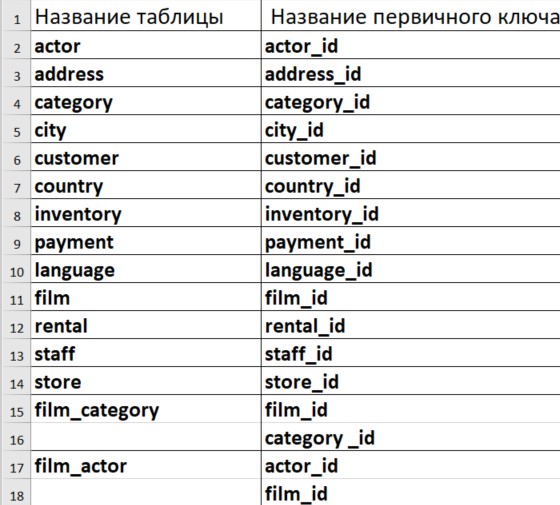 1 Название таблицы Название первичного ключа
2 actor actor_id
3 address address_id
4 category category_id
5 city city_id
6 customer customer_id
7 country country_id
8 inventory inventory_id
9 payment payment_id
10 language language_id
11 film film_id
12 rental rental_id
13 staff staff_id
14 store store_id
15 film_category film_id
16 category _id
17 film_actor actor_id
18 film_id